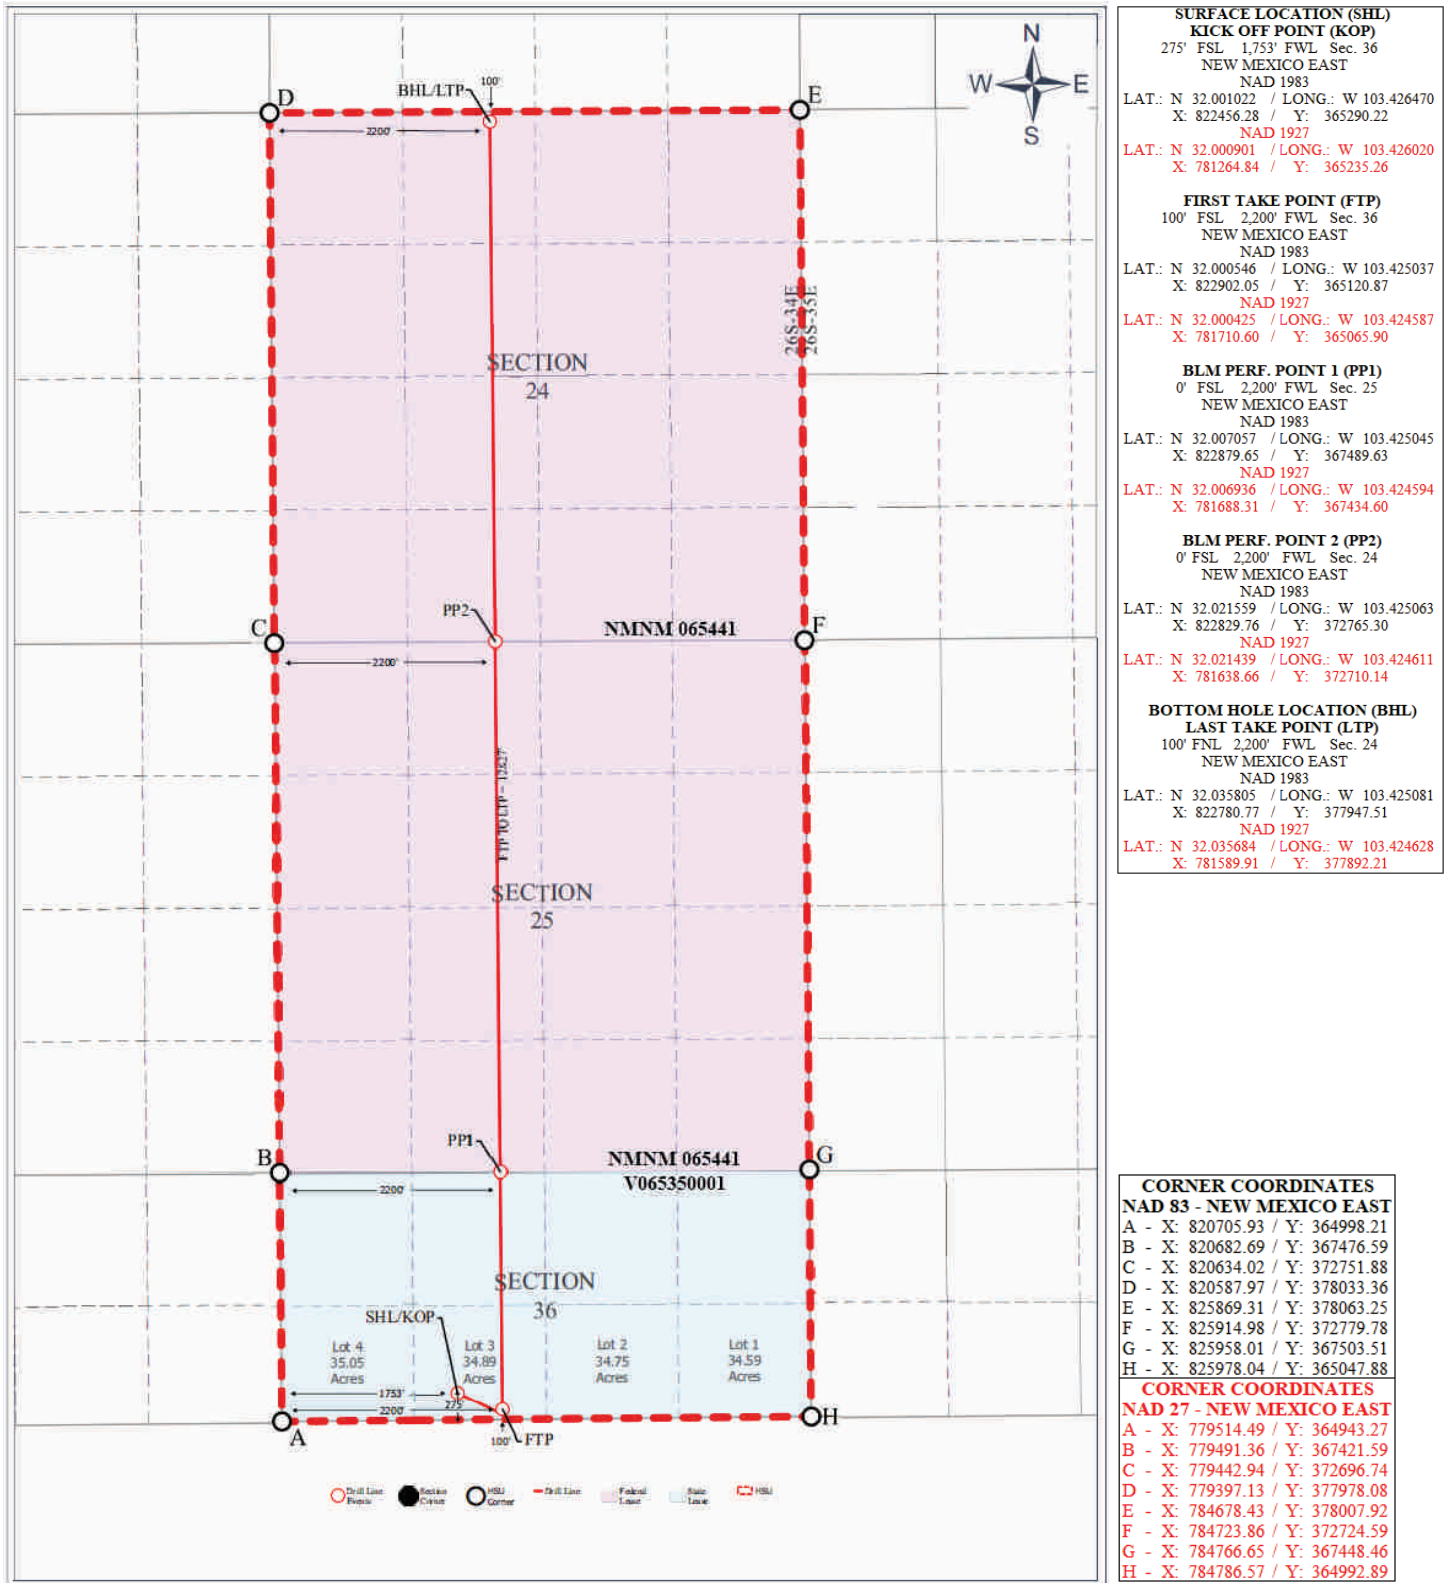 N
W E
S
D
BHL/LTP
100'
E
2200'
26S-34E
26S-35E
SECTION
24
C
PP2
NMNM 065441
F
2200'
FTP TO LTP = 12827'
SECTION
25
B
PP1
NMNM 065441
V065350001
G
2200'
SECTION
36
SHL/KOP
Lot 4
35.05
Acres
Lot 3
34.89
Acres
Lot 2
34.75
Acres
Lot 1
34.59
Acres
1753'
2200'
275'
100'
FTP
A
H
Drill Line
Events
Section
Corner
HSU
Corner
Drill Line
Federal
Lease
State
Lease
HSU
SURFACE LOCATION (SHL)
KICK OFF POINT (KOP)
275' FSL 1,753' FWL Sec. 36
NEW MEXICO EAST
NAD 1983
LAT.: N 32.001022 / LONG.: W 103.426470
X: 822456.28 / Y: 365290.22
NAD 1927
LAT.: N 32.000901 / LONG.: W 103.426020
X: 781264.84 / Y: 365235.26
FIRST TAKE POINT (FTP)
100' FSL 2,200' FWL Sec. 36
NEW MEXICO EAST
NAD 1983
LAT.: N 32.000546 / LONG.: W 103.425037
X: 822902.05 / Y: 365120.87
NAD 1927
LAT.: N 32.000425 / LONG.: W 103.424587
X: 781710.60 / Y: 365065.90
BLM PERF. POINT 1 (PP1)
0' FSL 2,200' FWL Sec. 25
NEW MEXICO EAST
NAD 1983
LAT.: N 32.007057 / LONG.: W 103.425045
X: 822879.65 / Y: 367489.63
NAD 1927
LAT.: N 32.006936 / LONG.: W 103.424594
X: 781688.31 / Y: 367434.60
BLM PERF. POINT 2 (PP2)
0' FSL 2,200' FWL Sec. 24
NEW MEXICO EAST
NAD 1983
LAT.: N 32.021559 / LONG.: W 103.425063
X: 822829.76 / Y: 372765.30
NAD 1927
LAT.: N 32.021439 / LONG.: W 103.424611
X: 781638.66 / Y: 372710.14
BOTTOM HOLE LOCATION (BHL)
LAST TAKE POINT (LTP)
100' FNL 2,200' FWL Sec. 24
NEW MEXICO EAST
NAD 1983
LAT.: N 32.035805 / LONG.: W 103.425081
X: 822780.77 / Y: 377947.51
NAD 1927
LAT.: N 32.035684 / LONG.: W 103.424628
X: 781589.91 / Y: 377892.21
CORNER COORDINATES
NAD 83 - NEW MEXICO EAST
A - X: 820705.93 / Y: 364998.21
B - X: 820682.69 / Y: 367476.59
C - X: 820634.02 / Y: 372751.88
D - X: 820587.97 / Y: 378033.36
E - X: 825869.31 / Y: 378063.25
F - X: 825914.98 / Y: 372779.78
G - X: 825958.01 / Y: 367503.51
H - X: 825978.04 / Y: 365047.88
CORNER COORDINATES
NAD 27 - NEW MEXICO EAST
A - X: 779514.49 / Y: 364943.27
B - X: 779491.36 / Y: 367421.59
C - X: 779442.94 / Y: 372696.74
D - X: 779397.13 / Y: 377978.08
E - X: 784678.43 / Y: 378007.92
F - X: 784723.86 / Y: 372724.59
G - X: 784766.65 / Y: 367448.46
H - X: 784786.57 / Y: 364992.89